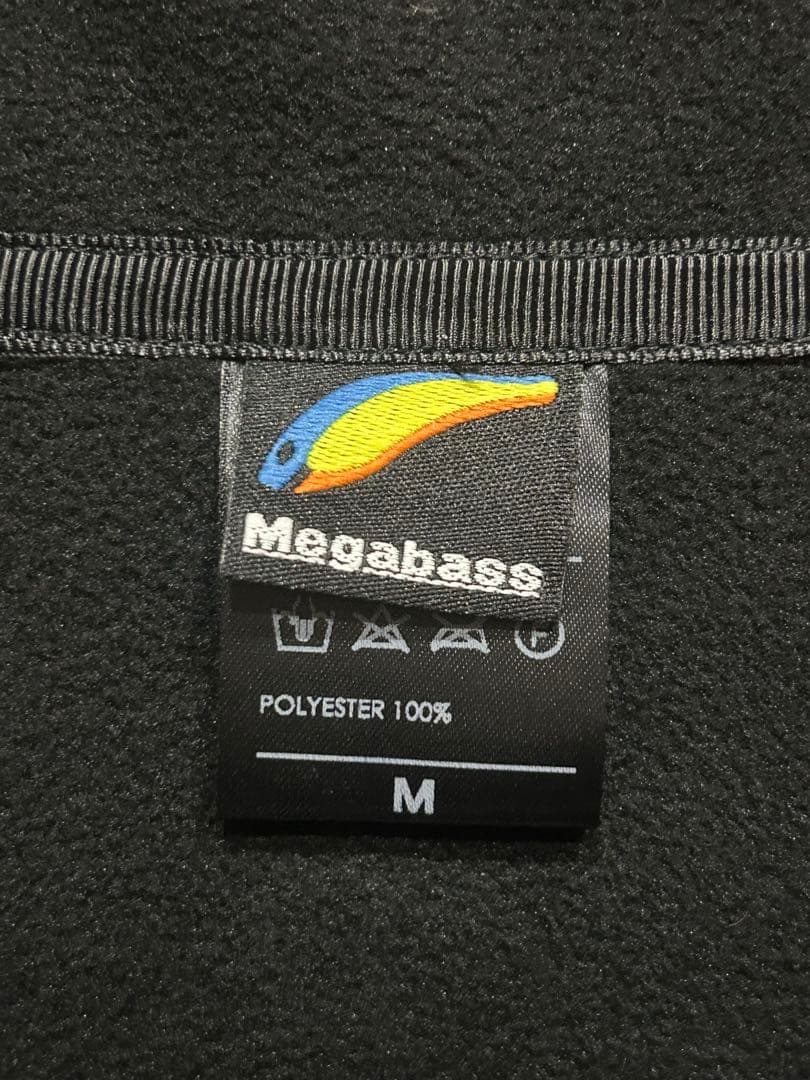 Megabass
F
POLYESTER 100%
M